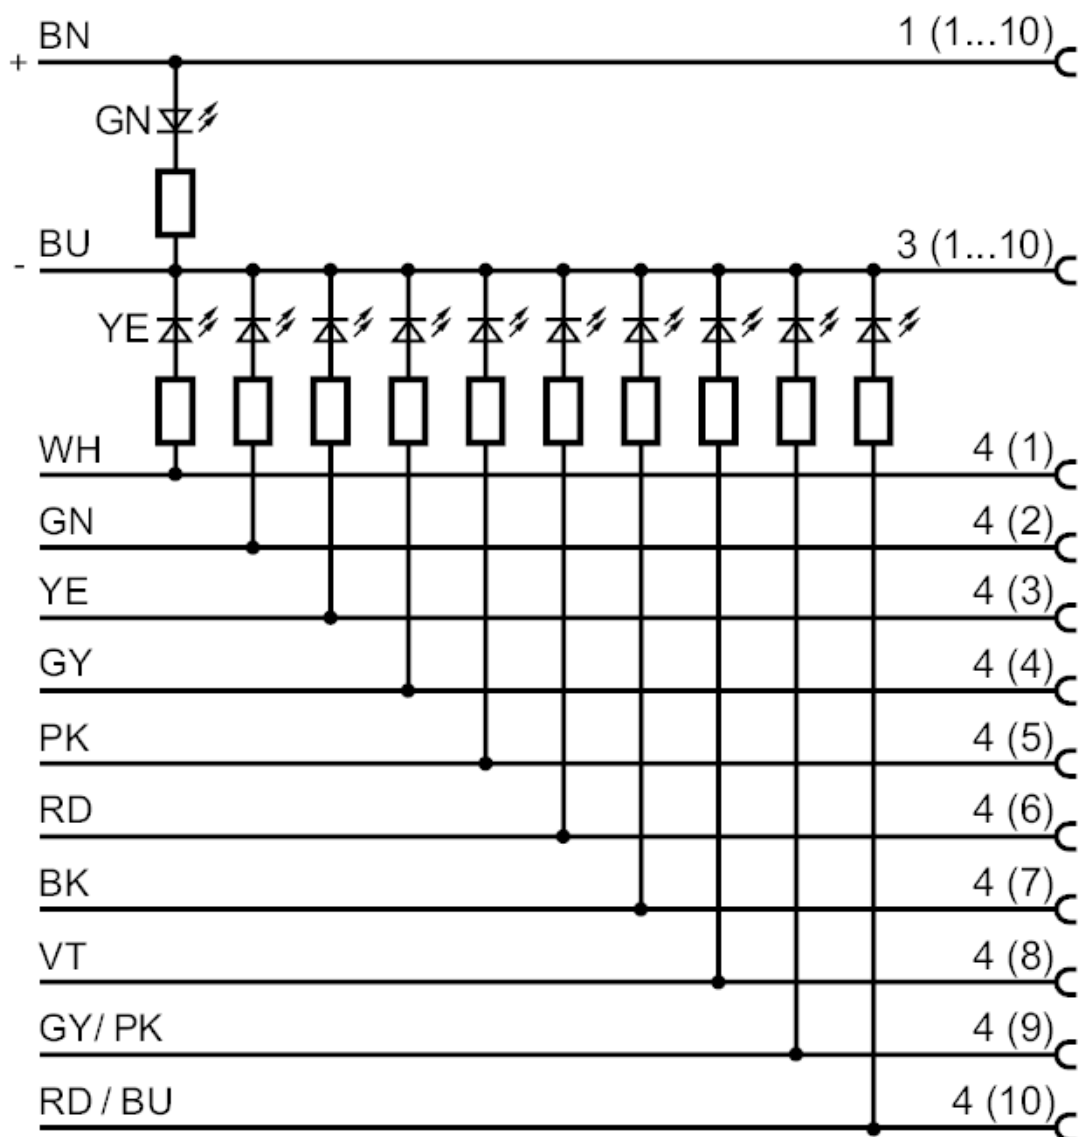 BN 1 (1...10)
+
GN
BU 3 (1...10)
-
YE
WH 4 (1)
GN 4 (2)
YE 4 (3)
GY 4 (4)
PK 4 (5)
RD 4 (6)
BK 4 (7)
VT 4 (8)
GY/ PK 4 (9)
RD / BU 4 (10)